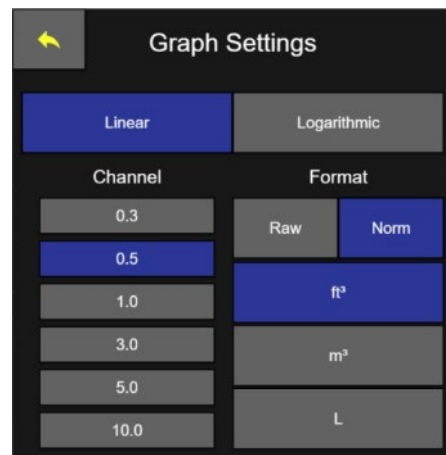 Graph Settings
Linear
Logarithmic
Channel
0.3
0.5
1.0
3.0
5.0
10.0
Format
Raw
Norm
ft³
m³
L